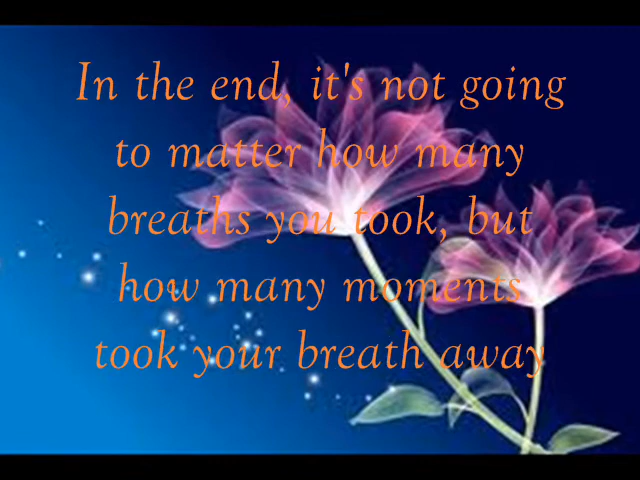 In the end, it's not going
to matter how many
breaths you took, but
how many moments
took your breath away